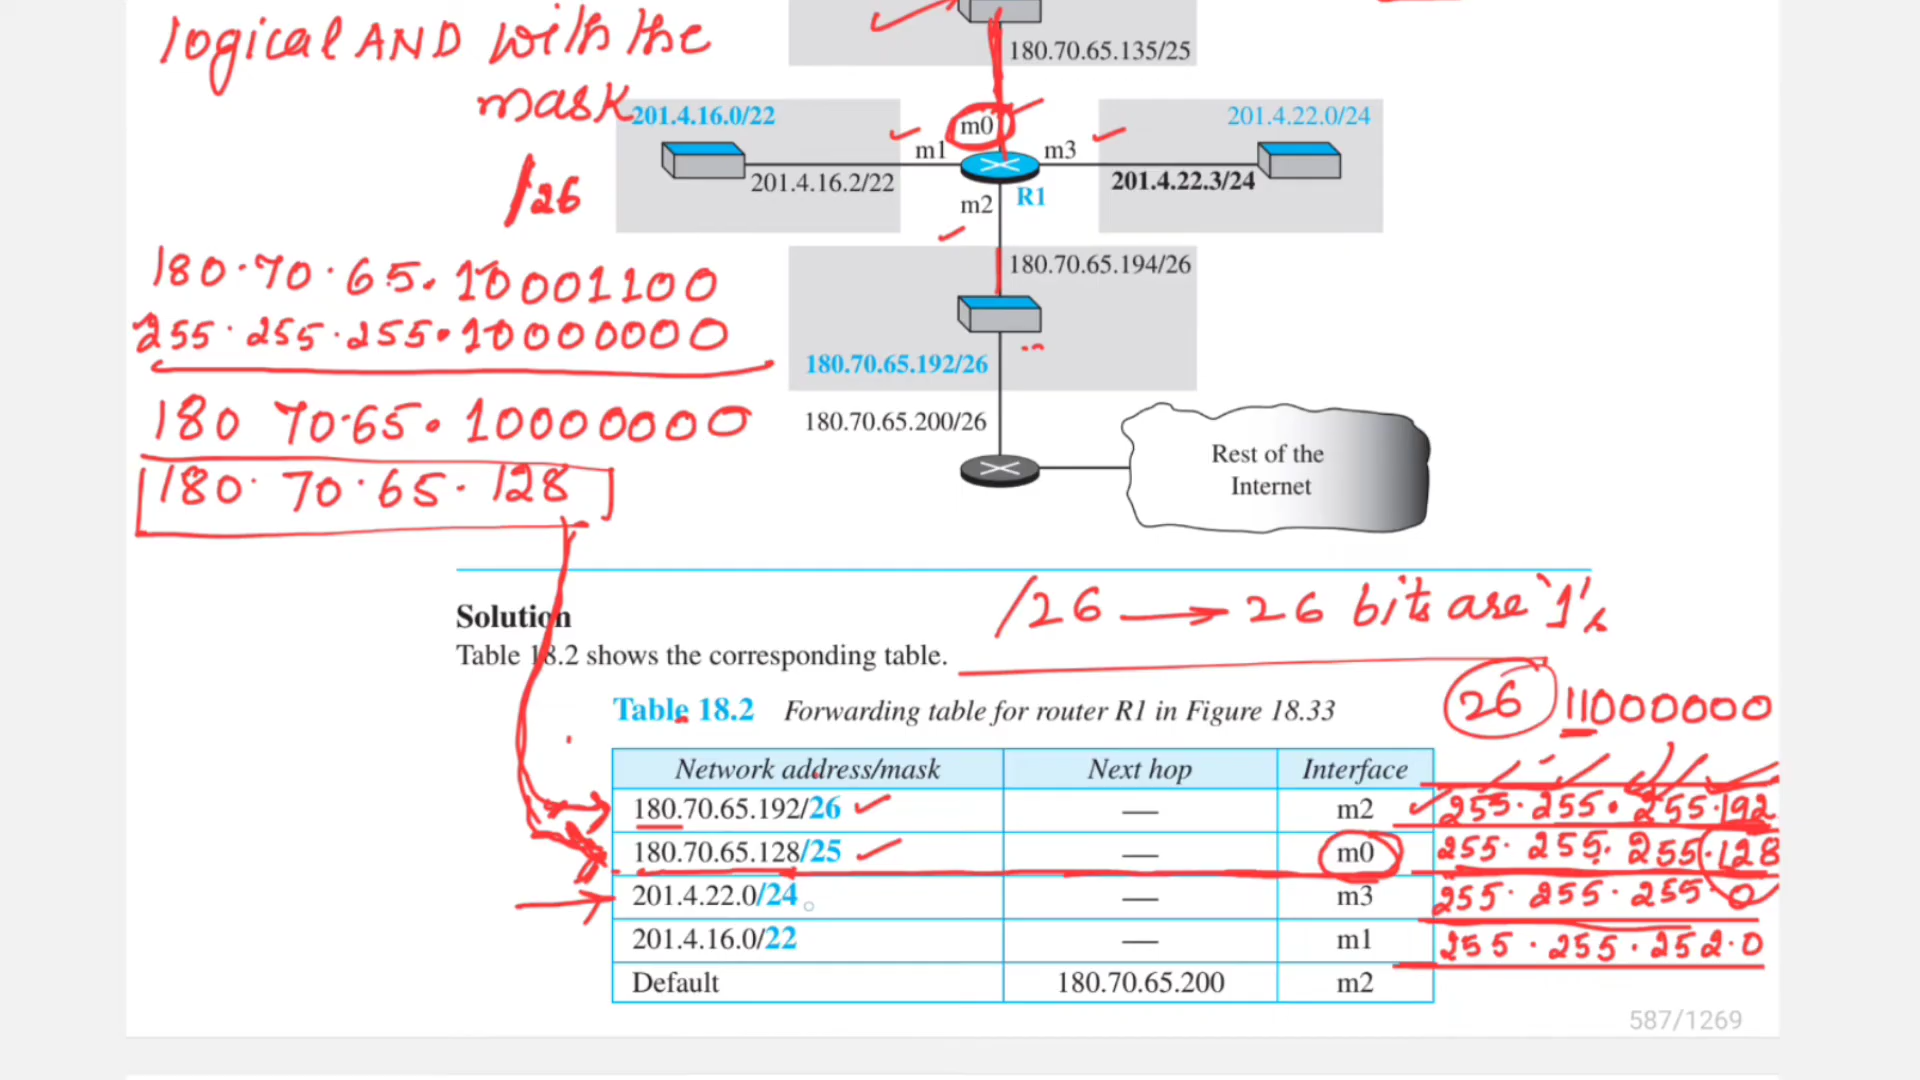 logical AND with the
mask
/26
180.70.65.10001100
255.255.255.10000000
180 70.65.10000000
180.70.65.128
180.70.65.135/25
201.4.16.0/22
m0
201.4.22.0/24
m1
m3
201.4.16.2/22
201.4.22.3/24
m2
R1
180.70.65.194/26
180.70.65.192/26
180.70.65.200/26
Rest of the
Internet
/26 → 26 bits are '1's
Solution
Table 18.2 shows the corresponding table.
26 11000000
Table 18.2 Forwarding table for router R1 in Figure 18.33
Network address/mask Next hop Interface
180.70.65.192/26 — m2 255.255.255.192
180.70.65.128/25 — m0 255.255.255.128
201.4.22.0/24 — m3 255.255.255.0
201.4.16.0/22 — m1 255.255.252.0
Default 180.70.65.200 m2
587/1269